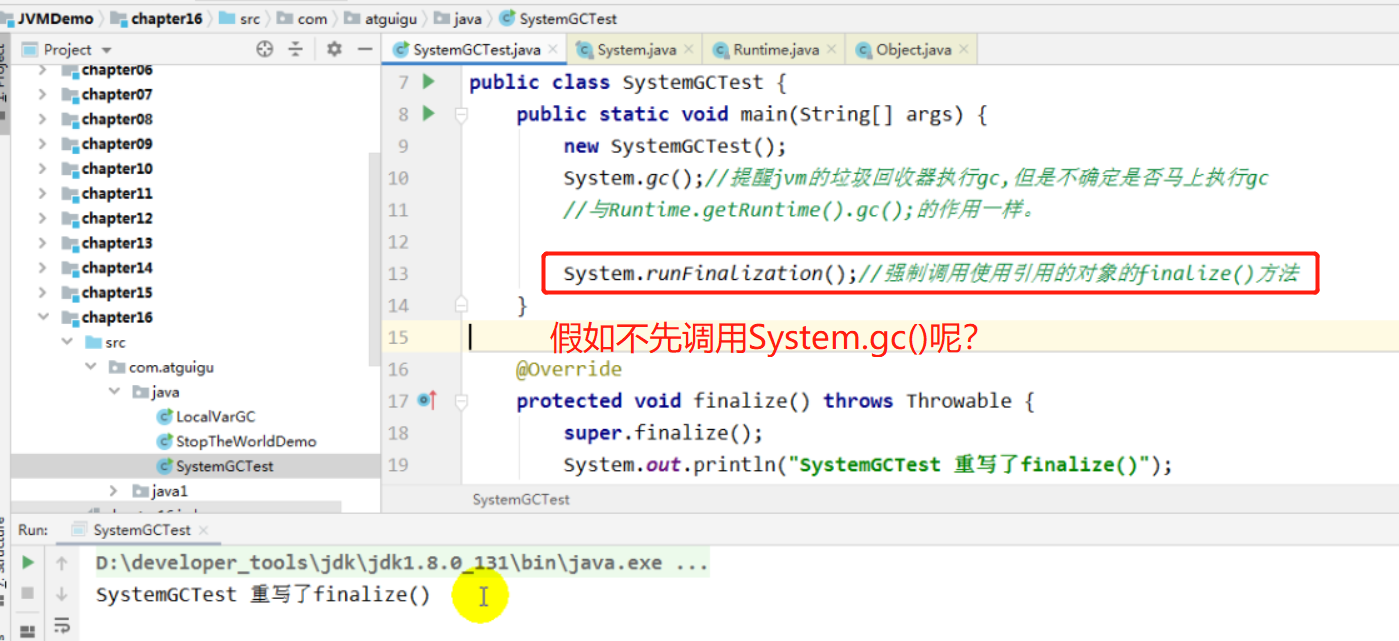 JVMDemo chapter16 src com atguigu java SystemGCTest
Project
SystemGCTest.java System.java Runtime.java Object.java
chapter06
chapter07
chapter08
chapter09
chapter10
chapter11
chapter12
chapter13
chapter14
chapter15
chapter16
src
com.atguigu
java
LocalVarGC
StopTheWorldDemo
SystemGCTest
java1
7 public class SystemGCTest {
8 public static void main(String[] args) {
9 new SystemGCTest();
10 System.gc();//提醒jvm的垃圾回收器执行gc,但是不确定是否马上执行gc
11 //与Runtime.getRuntime().gc();的作用一样。
12
13 System.runFinalization();//强制调用使用引用的对象的finalize()方法
14 }
15 假如不先调用System.gc()呢？
16 @Override
17 protected void finalize() throws Throwable {
18 super.finalize();
19 System.out.println("SystemGCTest 重写了finalize()");
SystemGCTest
Run: SystemGCTest
D:\developer_tools\jdk\jdk1.8.0_131\bin\java.exe ...
SystemGCTest 重写了finalize()